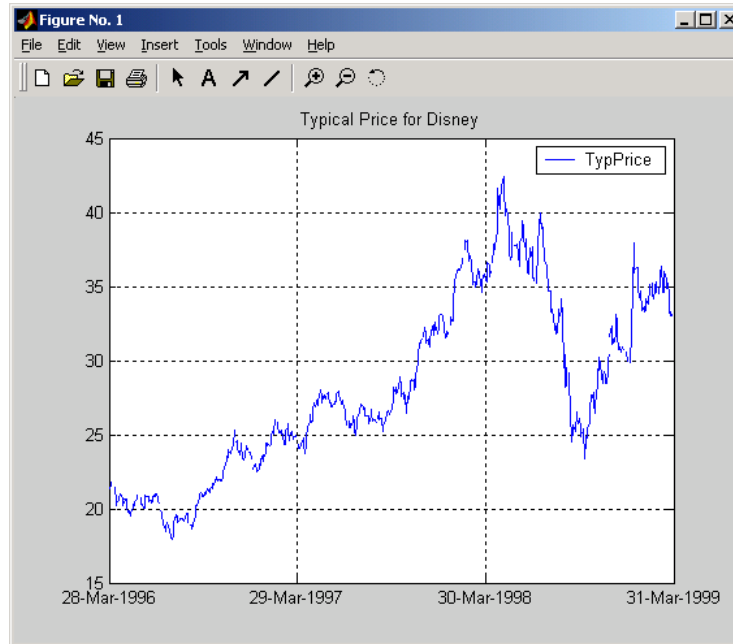 Figure No. 1
File Edit View Insert Tools Window Help
A
Typical Price for Disney
TypPrice
45
40
35
30
25
20
15
28-Mar-1996 29-Mar-1997 30-Mar-1998 31-Mar-1999